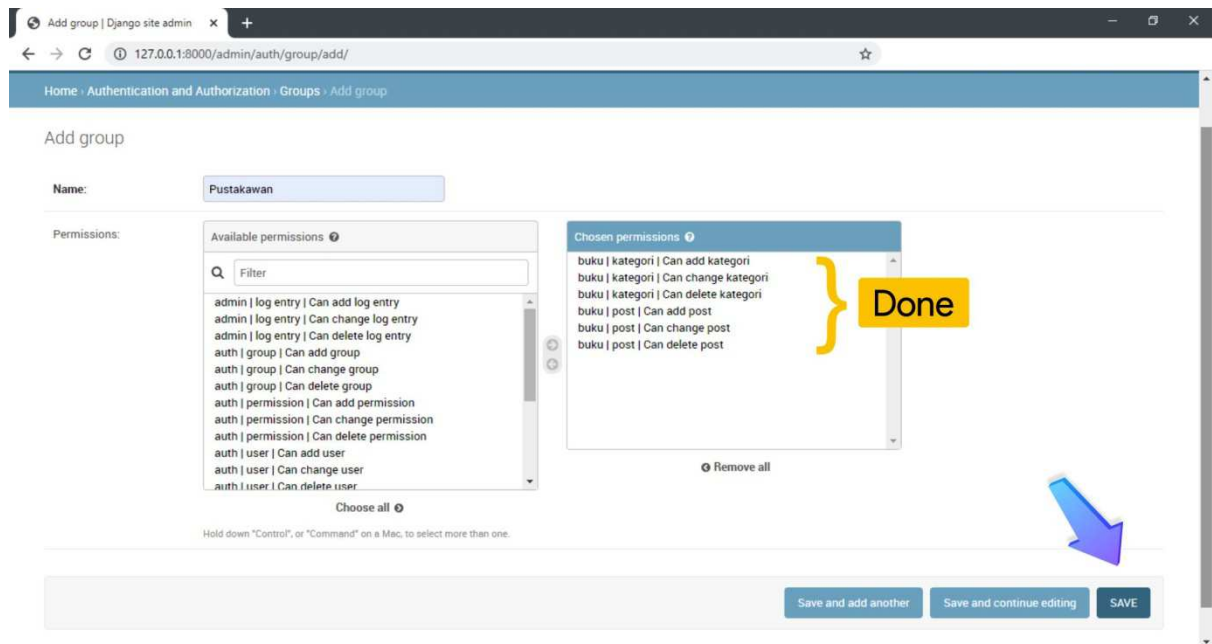 Add group | Django site admin
127.0.0.1:8000/admin/auth/group/add/
Home › Authentication and Authorization › Groups › Add group
Add group
Name:
Pustakawan
Permissions:
Available permissions
Filter
admin | log entry | Can add log entry
admin | log entry | Can change log entry
admin | log entry | Can delete log entry
auth | group | Can add group
auth | group | Can change group
auth | group | Can delete group
auth | permission | Can add permission
auth | permission | Can change permission
auth | permission | Can delete permission
auth | user | Can add user
auth | user | Can change user
auth | user | Can delete user
Choose all
Hold down "Control", or "Command" on a Mac, to select more than one.
Chosen permissions
buku | kategori | Can add kategori
buku | kategori | Can change kategori
buku | kategori | Can delete kategori
buku | post | Can add post
buku | post | Can change post
buku | post | Can delete post
Done
Remove all
Save and add another
Save and continue editing
SAVE